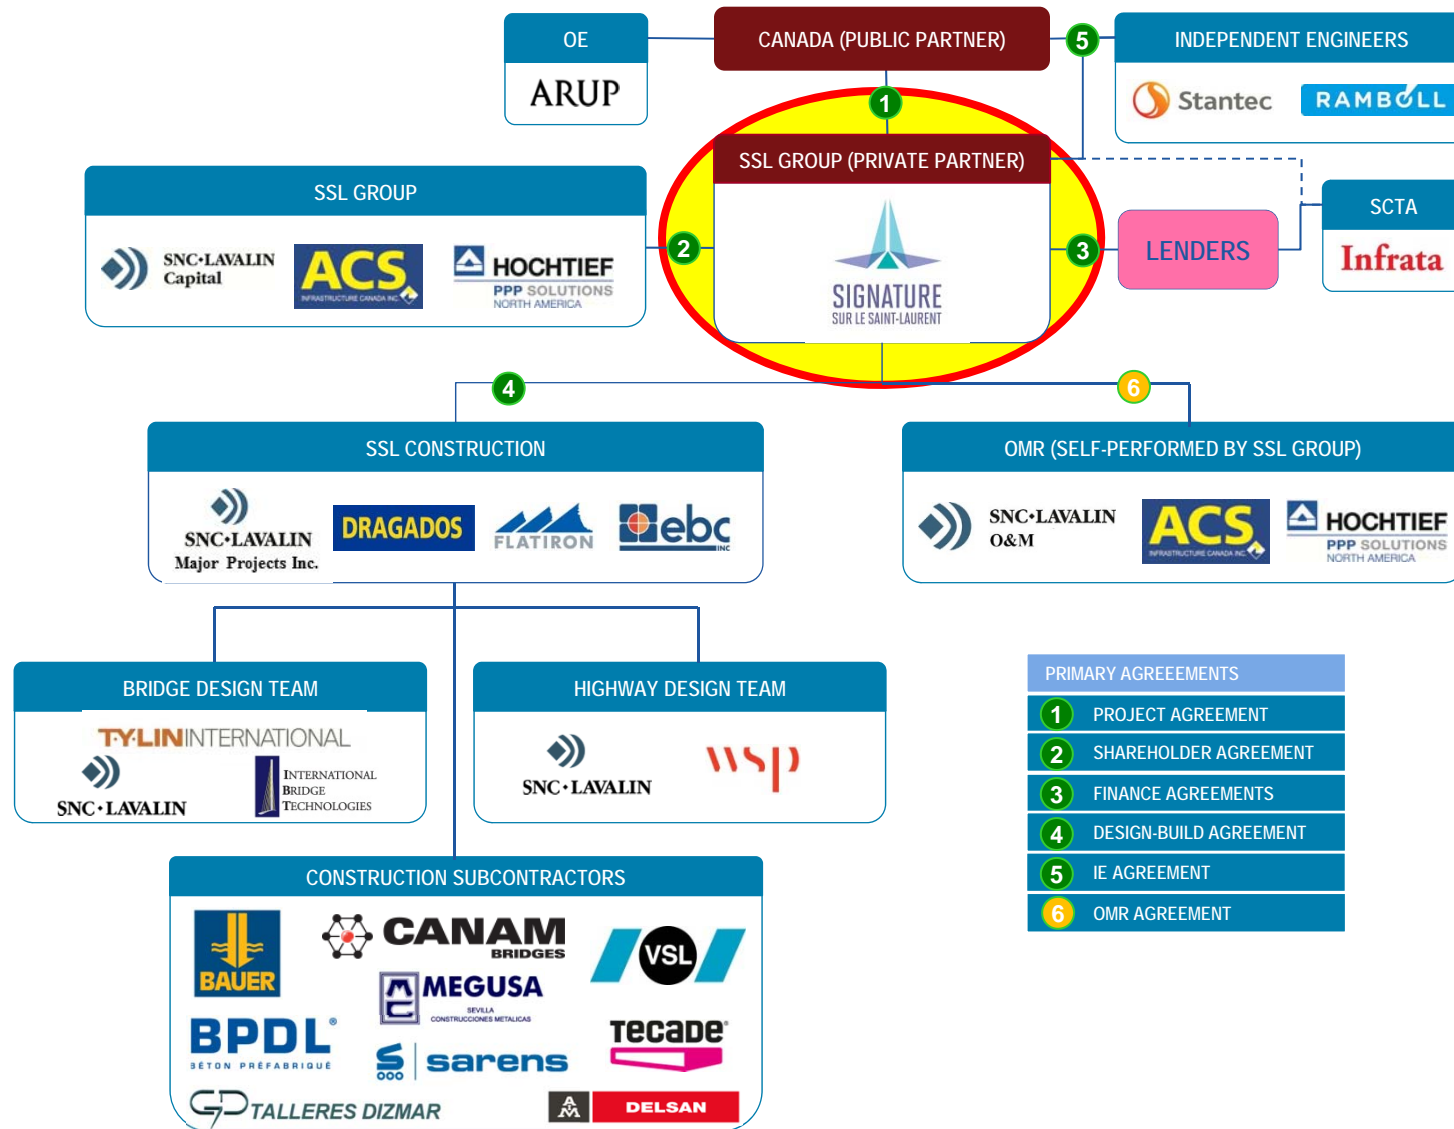 OE
ARUP
CANADA (PUBLIC PARTNER)
5
INDEPENDENT ENGINEERS
Stantec
RAMBOLL
1
SSL GROUP (PRIVATE PARTNER)
SIGNATURE
SUR LE SAINT-LAURENT
SSL GROUP
SNC•LAVALIN
Capital
ACS
INFRASTRUCTURE CANADA INC.
HOCHTIEF
PPP SOLUTIONS
NORTH AMERICA
2
3
LENDERS
SCTA
Infrata
4
6
SSL CONSTRUCTION
SNC•LAVALIN
Major Projects Inc.
DRAGADOS
FLATIRON
ebc
INC
OMR (SELF-PERFORMED BY SSL GROUP)
SNC•LAVALIN
O&M
ACS
INFRASTRUCTURE CANADA INC.
HOCHTIEF
PPP SOLUTIONS
NORTH AMERICA
BRIDGE DESIGN TEAM
T•Y•LININTERNATIONAL
SNC•LAVALIN
INTERNATIONAL
BRIDGE
TECHNOLOGIES
HIGHWAY DESIGN TEAM
SNC•LAVALIN
wsp
PRIMARY AGREEEMENTS
1 PROJECT AGREEMENT
2 SHAREHOLDER AGREEMENT
3 FINANCE AGREEMENTS
4 DESIGN-BUILD AGREEMENT
5 IE AGREEMENT
6 OMR AGREEMENT
CONSTRUCTION SUBCONTRACTORS
BAUER
CANAM
BRIDGES
VSL
MEGUSA
SEVILLA
CONSTRUCCIONES METALICAS
BPDL®
BÉTON PRÉFABRIQUÉ
sarens
TECADE®
TALLERES DIZMAR
AM
DELSAN